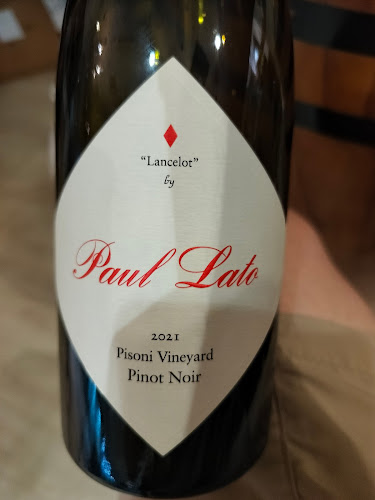 "Lancelot"
by
Paul Lato
2021
Pisoni Vineyard
Pinot Noir